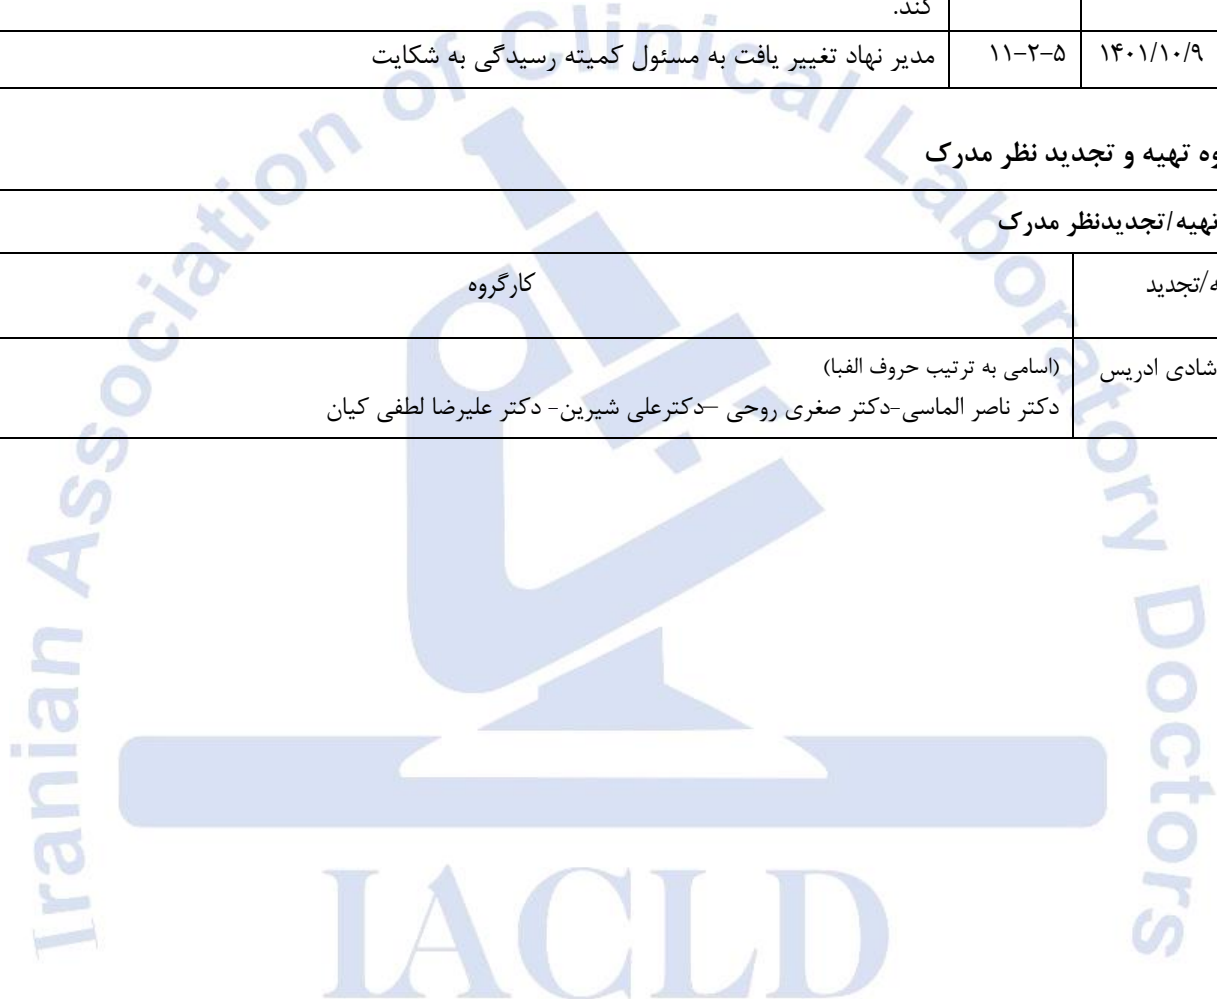 کند.
۱۴۰۱/۱۰/۹ ۵-۲-۱۱ مدیر نهاد تغییر یافت به مسئول کمیته رسیدگی به شکایت
وه تهیه و تجدید نظر مدرک
تهیه/تجدیدنظر مدرک
ه/تجدید کارگروه
شادی ادریس (اسامی به ترتیب حروف الفبا)
دکتر ناصر الماسی-دکتر صغری روحی –دکترعلی شیرین- دکتر علیرضا لطفی کیان
Iranian Association of Clinical Laboratory Doctors
IACLD